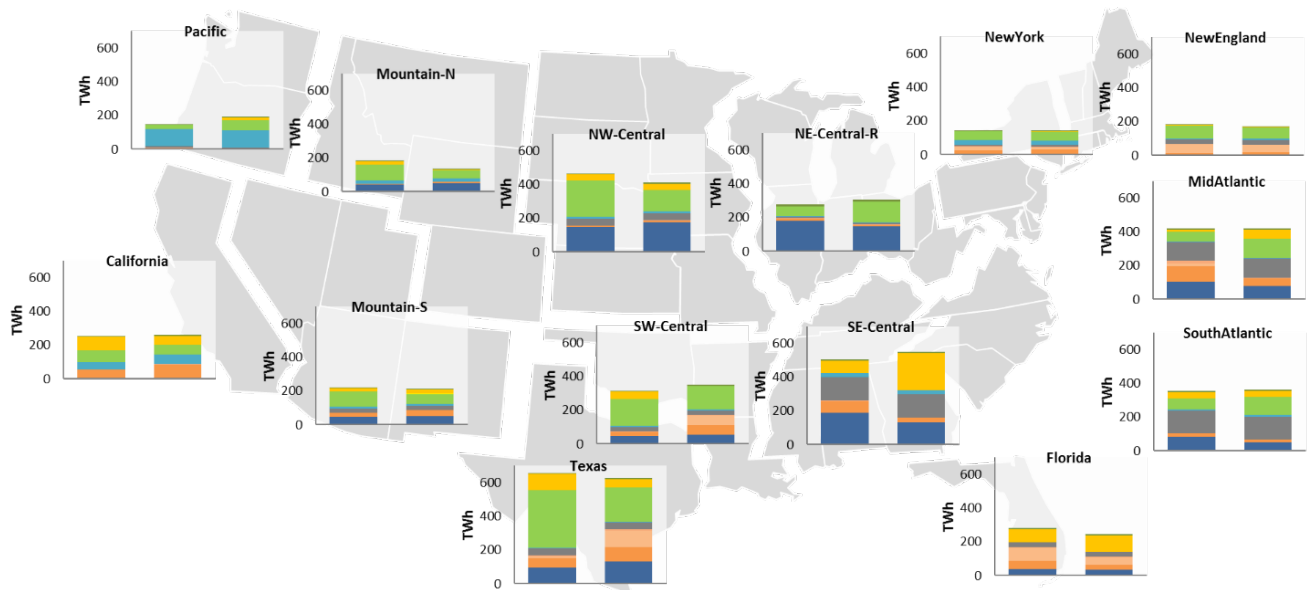 Pacific
600
400
200
0
TWh
Mountain-N
600
400
200
0
TWh
NW-Central
600
400
200
0
TWh
NE-Central-R
600
400
200
0
TWh
NewYork
600
400
200
0
TWh
NewEngland
600
400
200
0
TWh
MidAtlantic
600
400
200
0
TWh
California
600
400
200
0
TWh
Mountain-S
600
400
200
0
TWh
SW-Central
600
400
200
0
TWh
SE-Central
600
400
200
0
TWh
SouthAtlantic
600
400
200
0
TWh
Texas
600
400
200
0
TWh
Florida
600
400
200
0
TWh